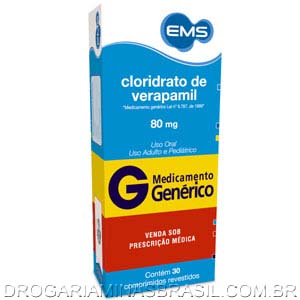 EMS
cloridrato de
verapamil
"Medicamento genérico Lei nº 9.787, de 1999"
80 mg
Uso Oral
Uso Adulto e Pediátrico
G Medicamento
Genérico
VENDA SOB
PRESCRIÇÃO MÉDICA
Contém 30
comprimidos revestidos
DROGARIAMINASBRASIL.COM.BR